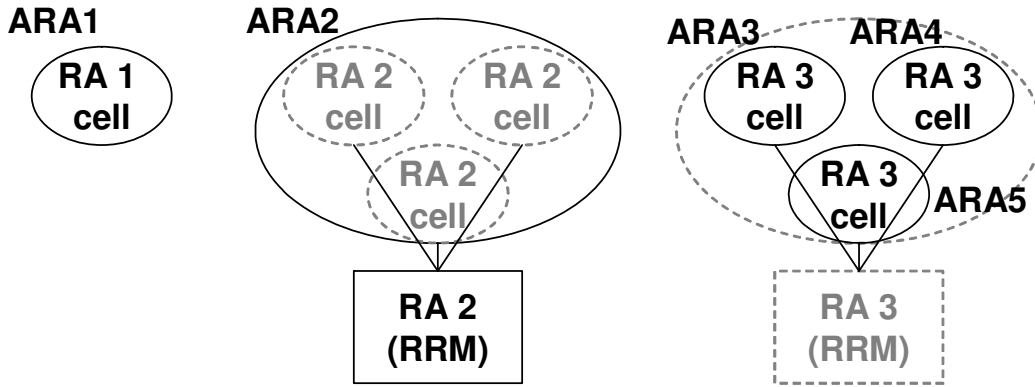 ARA1
RA 1
cell
ARA2
RA 2
cell
RA 2
cell
RA 2
cell
RA 2
(RRM)
ARA3
RA 3
cell
ARA4
RA 3
cell
RA 3
cell
ARA5
RA 3
(RRM)